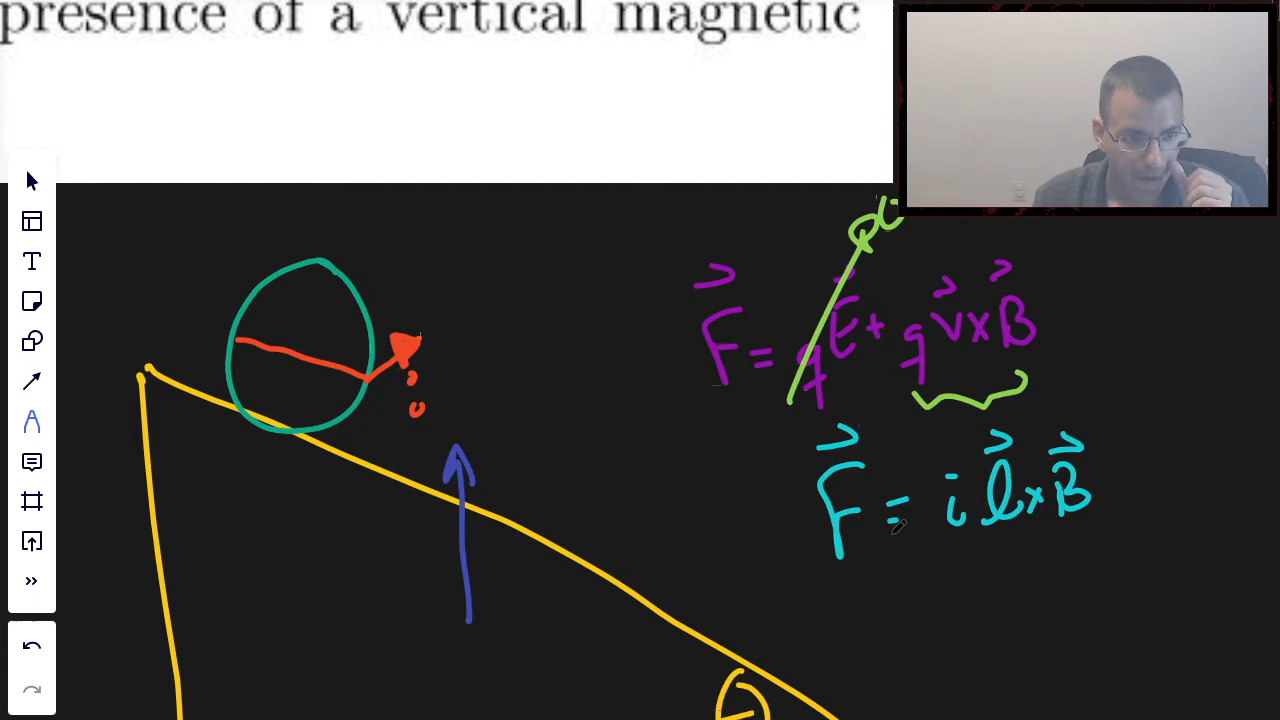 presence of a vertical magnetic
F = qE + qv×B
F = il×B
θ